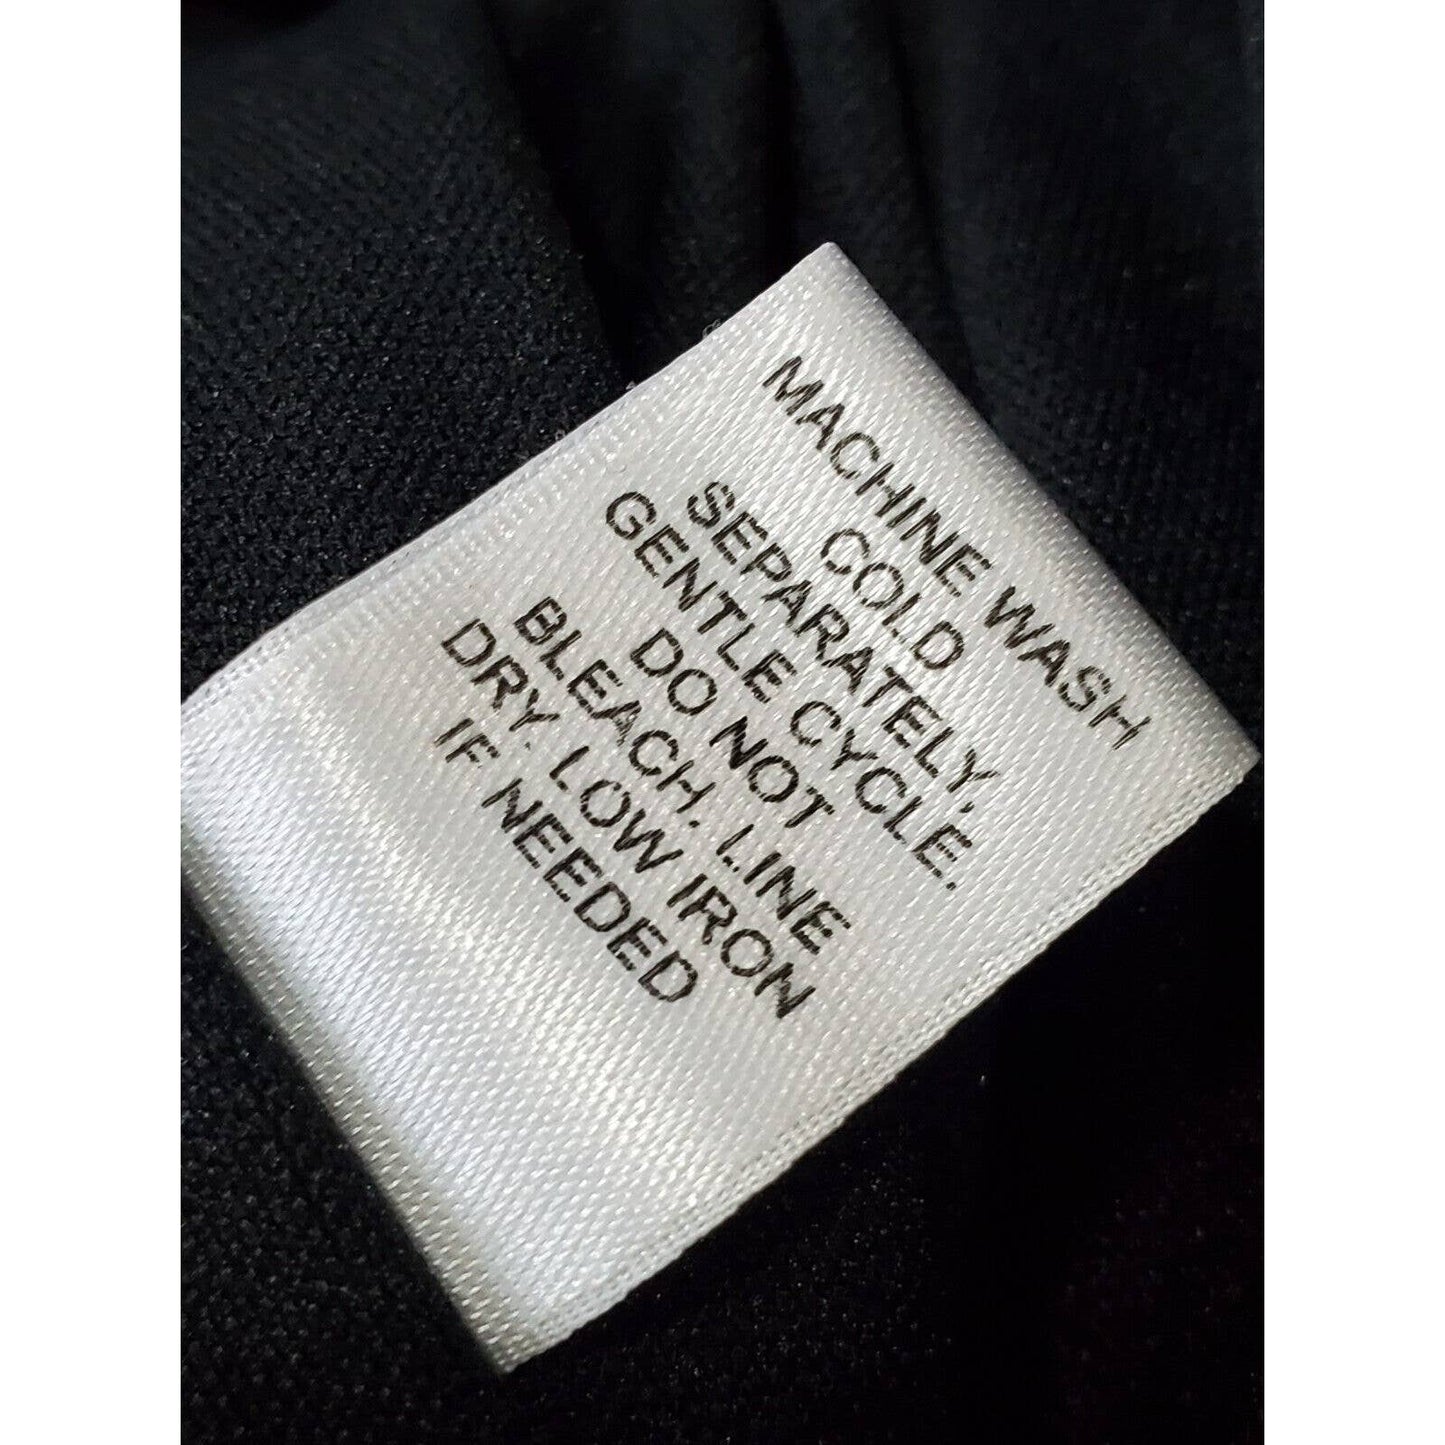 MACHINE WASH
COLD
SEPARATELY,
GENTLE CYCLE.
DO NOT
BLEACH. LINE
DRY. LOW IRON
IF NEEDED